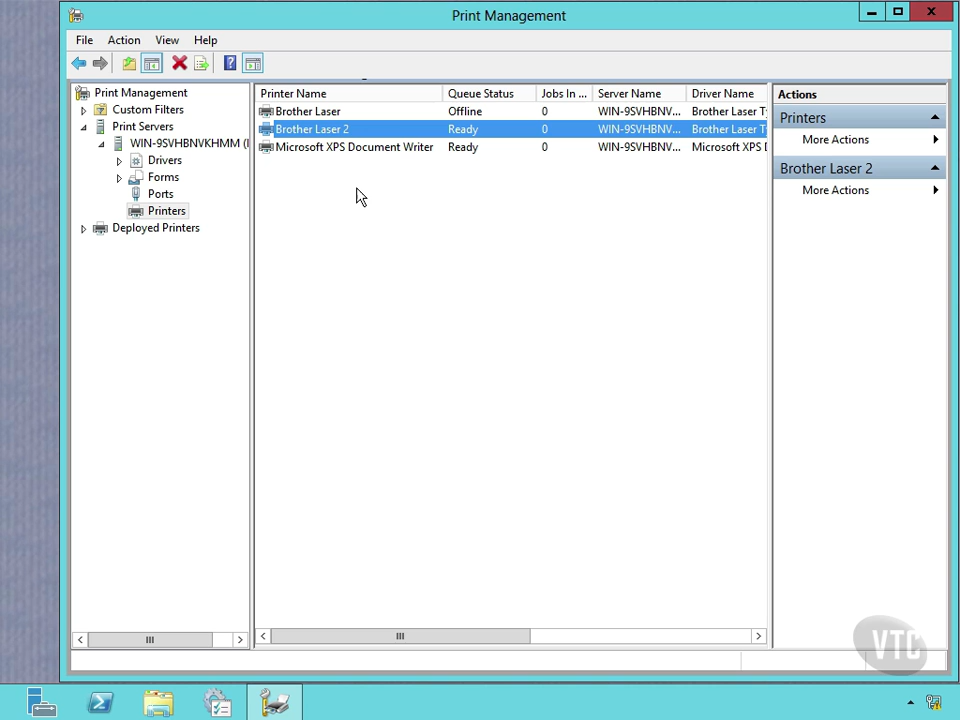 Print Management
File Action View Help
Print Management
Custom Filters
Print Servers
WIN-9SVHBNVKHMM (l
Drivers
Forms
Ports
Printers
Deployed Printers
Printer Name Queue Status Jobs In ... Server Name Driver Name
Brother Laser Offline 0 WIN-9SVHBNV... Brother Laser T
Brother Laser 2 Ready 0 WIN-9SVHBNV... Brother Laser T
Microsoft XPS Document Writer Ready 0 WIN-9SVHBNV... Microsoft XPS D
Actions
Printers
More Actions
Brother Laser 2
More Actions
VTC